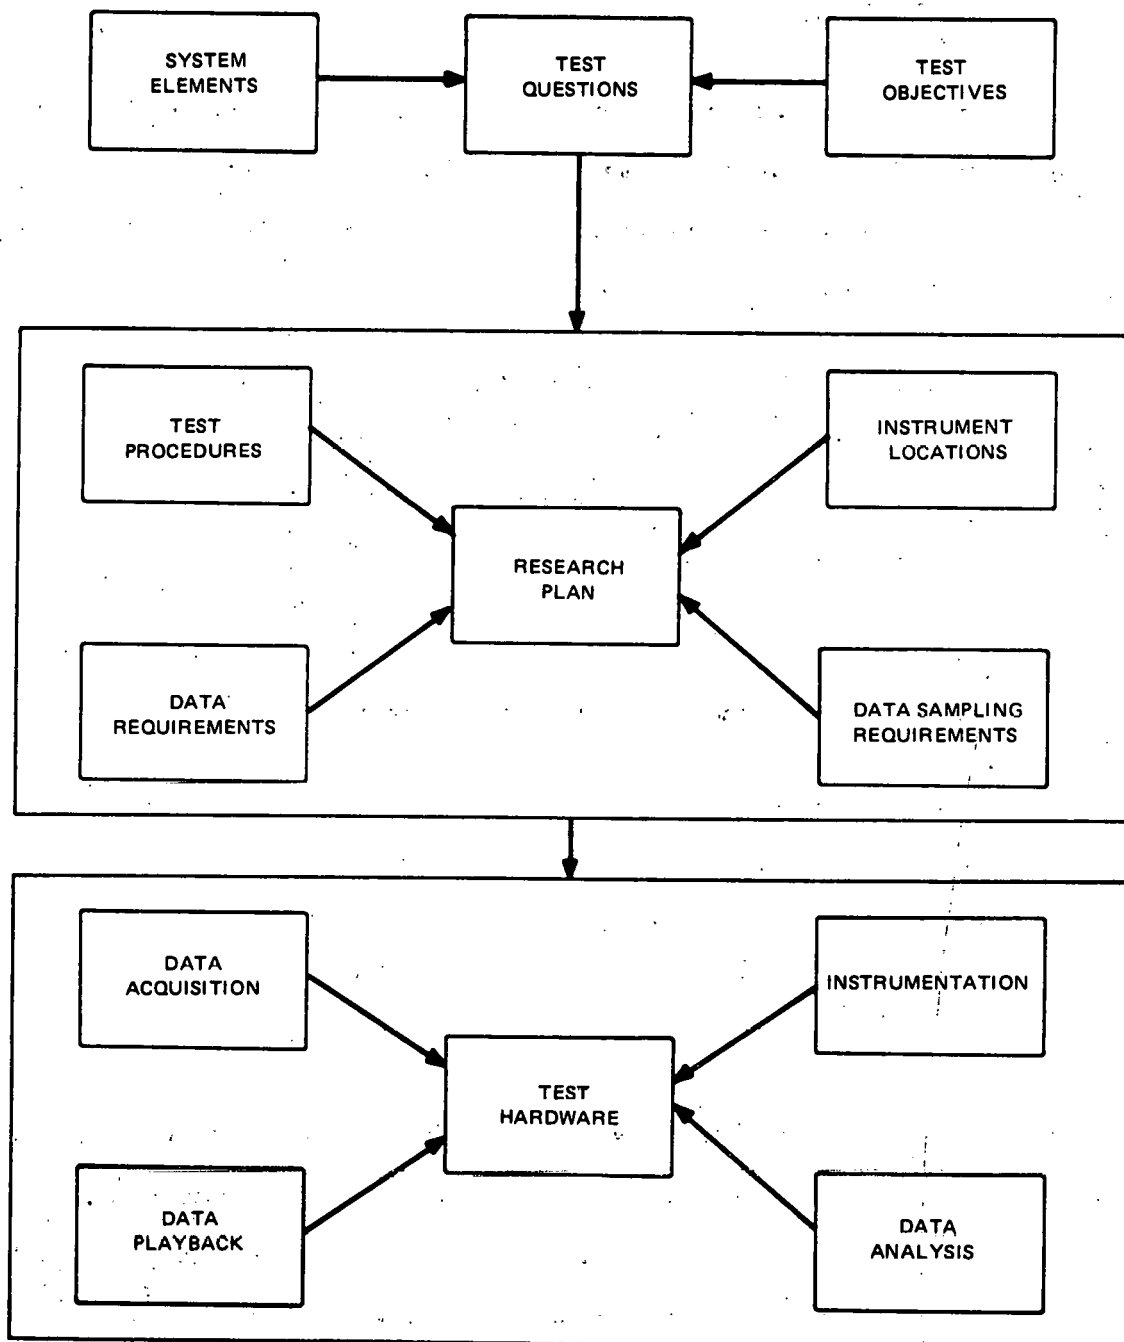 SYSTEM
ELEMENTS
TEST
QUESTIONS
TEST
OBJECTIVES
TEST
PROCEDURES
INSTRUMENT
LOCATIONS
RESEARCH
PLAN
DATA
REQUIREMENTS
DATA SAMPLING
REQUIREMENTS
DATA
ACQUISITION
INSTRUMENTATION
TEST
HARDWARE
DATA
PLAYBACK
DATA
ANALYSIS